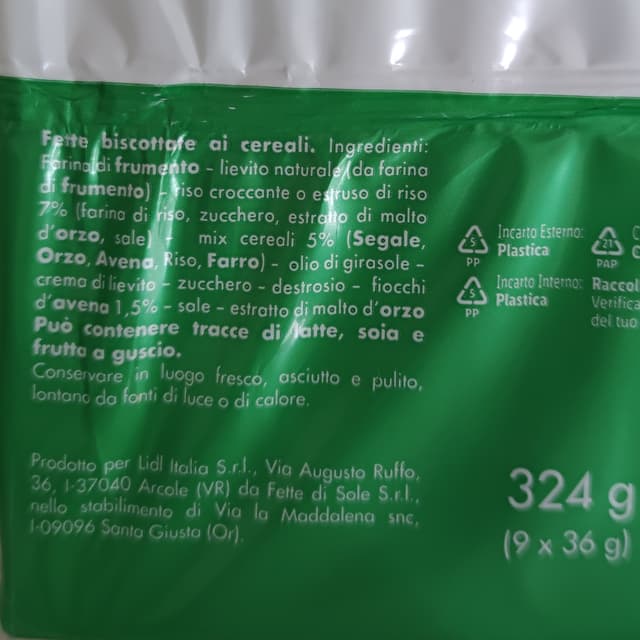 Fette biscottate ai cereali. Ingredienti:
Farina di frumento - lievito naturale (da farina
di frumento) - riso croccante o estruso di riso
7% (farina di riso, zucchero, estratto di malto
d'orzo, sale) - mix cereali 5% (Segale,
Orzo, Avena, Riso, Farro) - olio di girasole -
crema di lievito - zucchero - destrosio - fiocchi
d'avena 1,5% - sale - estratto di malto d'orzo
Può contenere tracce di latte, soia e
frutta a guscio.
Conservare in luogo fresco, asciutto e pulito,
lontano da fonti di luce o di calore.
Prodotto per Lidl Italia S.r.l., Via Augusto Ruffo,
36, I-37040 Arcole (VR) da Fette di Sole S.r.l.,
nello stabilimento di Via la Maddalena snc,
I-09096 Santa Giusta (Or).
5
PP
Incarto Esterno:
Plastica
5
PP
Incarto Interno:
Plastica
21
PAP
Raccol
Verifica
del tuo
324 g
(9 x 36 g)